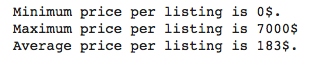 Minimum price per listing is 0$.
Maximum price per listing is 7000$
Average price per listing is 183$.